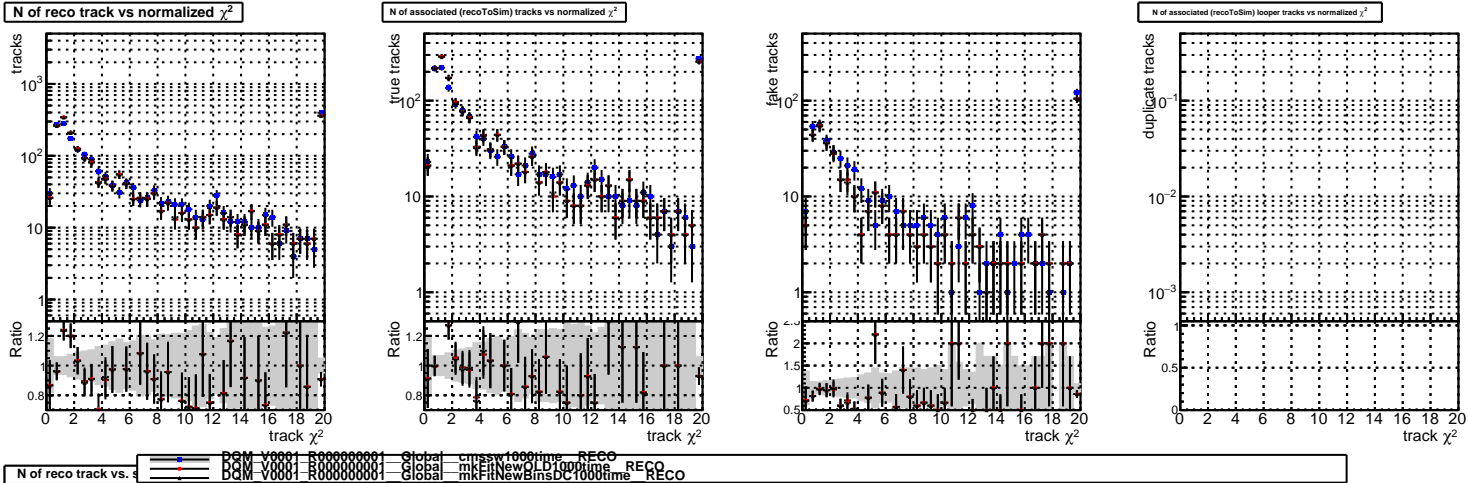 N of reco track vs normalized χ²
N of associated (recoToSim) tracks vs normalized χ²
N of associated (recoToSim) looper tracks vs normalized χ²
tracks
10³
10²
10
1
Ratio
1.2
1
0.8
0 2 4 6 8 10 12 14 16 18 20
track χ²
true tracks
10²
10
1
Ratio
1.2
1
0.8
0 2 4 6 8 10 12 14 16 18 20
track χ²
fake tracks
10²
10
1
Ratio
2.5
2
1.5
1
0.5
0 2 4 6 8 10 12 14 16 18 20
track χ²
duplicate tracks
10⁻¹
10⁻²
10⁻³
Ratio
1
0.5
0
0 2 4 6 8 10 12 14 16 18 20
track χ²
DQM_V0001_R000000001__Global__cmssw1000time__RECO
DQM_V0001_R000000001__Global__mkFitNewOLD1000time__RECO
DQM_V0001_R000000001__Global__mkFitNewBinsDC1000time__RECO
N of reco track vs. s